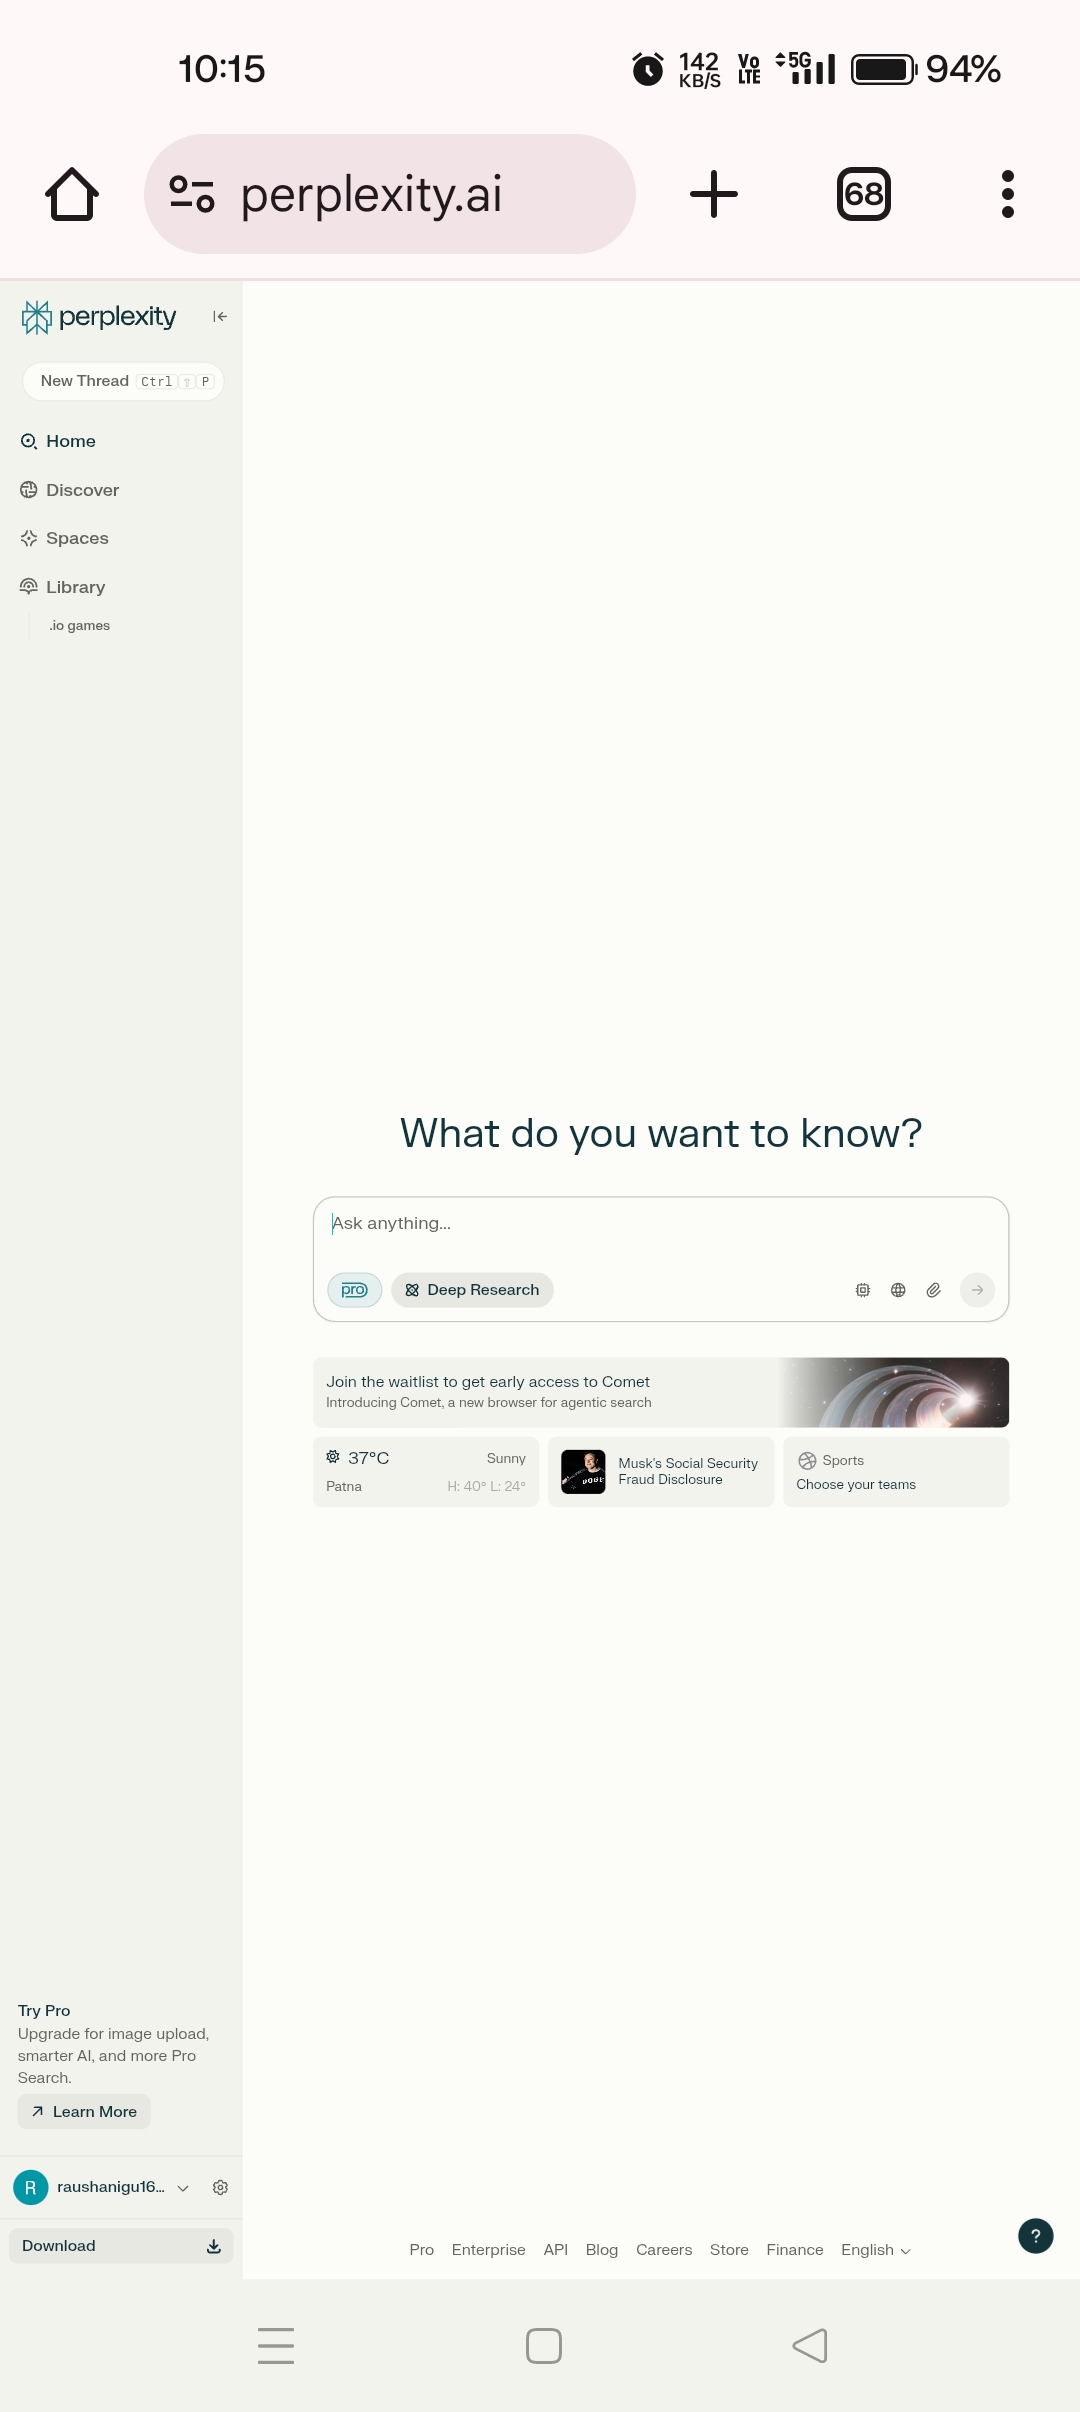 10:15
142
KB/S
Vo
LTE
5G
94%
perplexity.ai
68
perplexity
New Thread Ctrl ⇧ P
Home
Discover
Spaces
Library
.io games
What do you want to know?
Ask anything...
pro
Deep Research
Join the waitlist to get early access to Comet
Introducing Comet, a new browser for agentic search
37°C Sunny
Patna H: 40° L: 24°
DOGE
Musk's Social Security
Fraud Disclosure
Sports
Choose your teams
Try Pro
Upgrade for image upload,
smarter AI, and more Pro
Search.
Learn More
R raushanigu16...
Download
Pro Enterprise API Blog Careers Store Finance English
?